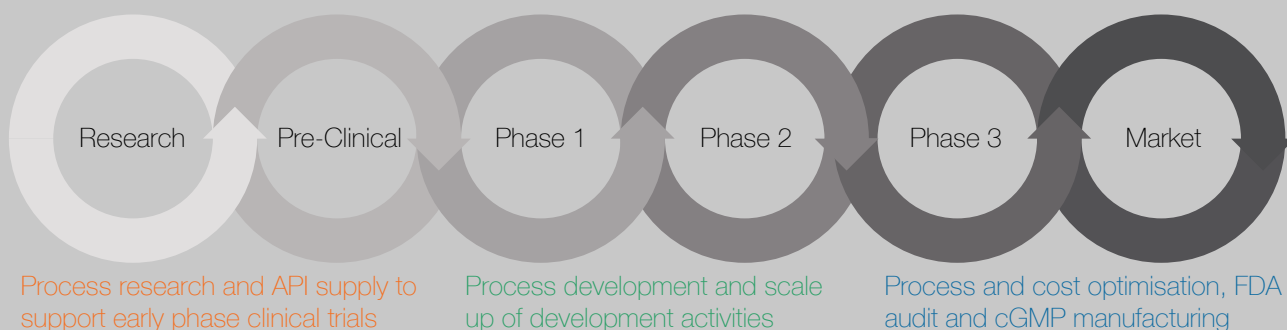 Research
Pre-Clinical
Phase 1
Phase 2
Phase 3
Market
Process research and API supply to
support early phase clinical trials
Process development and scale
up of development activities
Process and cost optimisation, FDA
audit and cGMP manufacturing